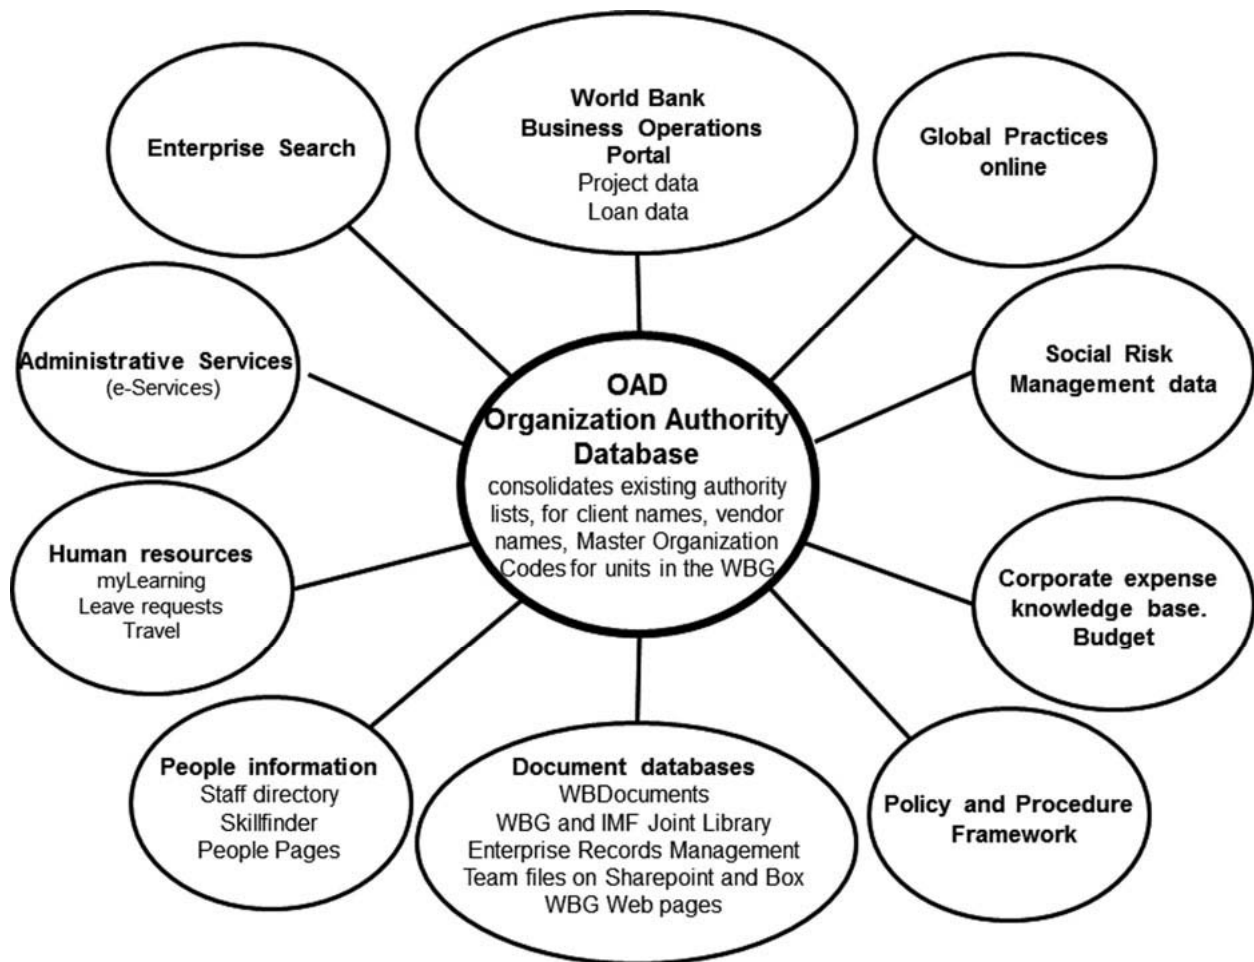 Enterprise Search
World Bank
Business Operations
Portal
Project data
Loan data
Global Practices
online
Administrative Services
(e-Services)
OAD
Organization Authority
Database
consolidates existing authority
lists, for client names, vendor
names, Master Organization
Codes for units in the WBG
Social Risk
Management data
Human resources
myLearning
Leave requests
Travel
Corporate expense
knowledge base.
Budget
People information
Staff directory
Skillfinder
People Pages
Document databases
WBDocuments
WBG and IMF Joint Library
Enterprise Records Management
Team files on Sharepoint and Box
WBG Web pages
Policy and Procedure
Framework